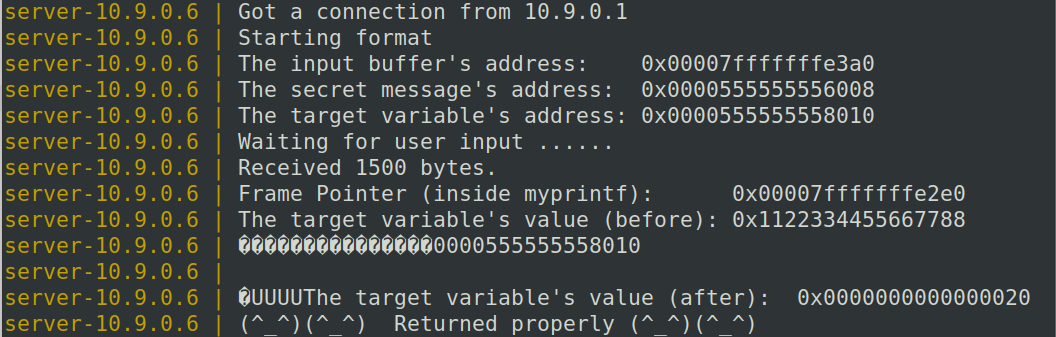 server-10.9.0.6 | Got a connection from 10.9.0.1
server-10.9.0.6 | Starting format
server-10.9.0.6 | The input buffer's address:    0x00007fffffffe3a0
server-10.9.0.6 | The secret message's address:  0x0000555555556008
server-10.9.0.6 | The target variable's address: 0x0000555555558010
server-10.9.0.6 | Waiting for user input ......
server-10.9.0.6 | Received 1500 bytes.
server-10.9.0.6 | Frame Pointer (inside myprintf):      0x00007fffffffe2e0
server-10.9.0.6 | The target variable's value (before): 0x1122334455667788
server-10.9.0.6 | ���������������0000555555558010
server-10.9.0.6 |
server-10.9.0.6 | �UUUUThe target variable's value (after):  0x0000000000000020
server-10.9.0.6 | (^_^)(^_^)  Returned properly (^_^)(^_^)